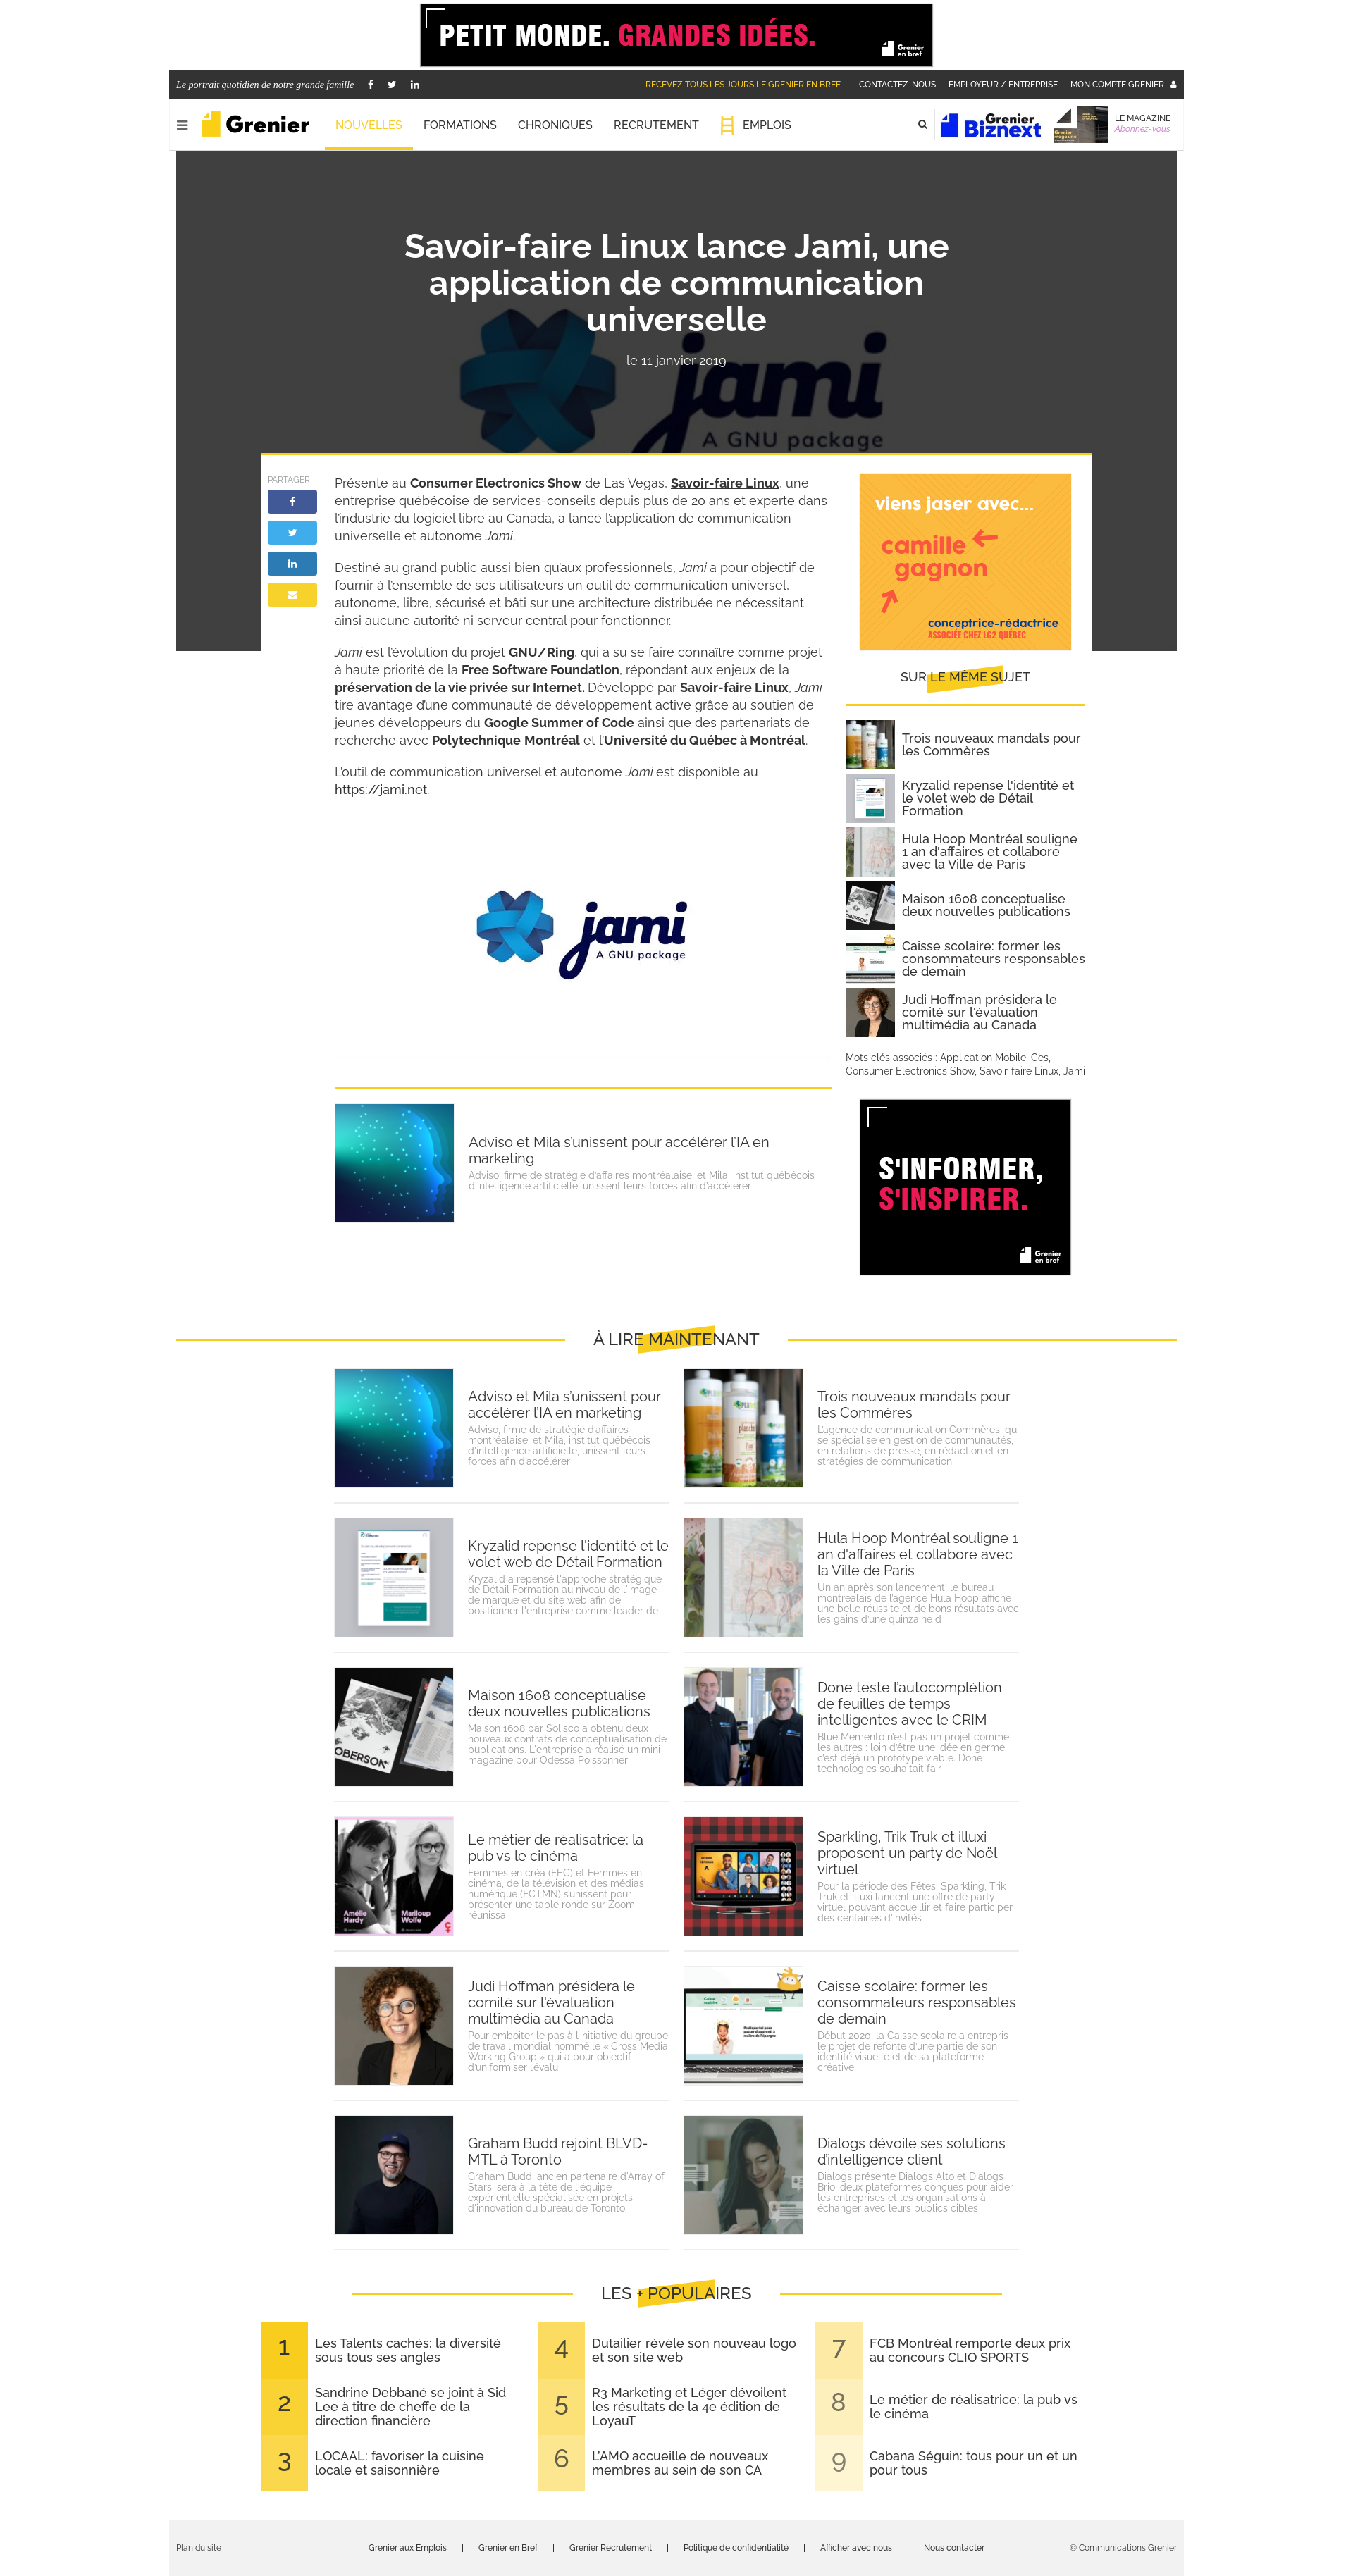 PETIT MONDE. GRANDES IDÉES.
Grenier
en bref
Le portrait quotidien de notre grande famille
RECEVEZ TOUS LES JOURS LE GRENIER EN BREF
CONTACTEZ-NOUS
EMPLOYEUR / ENTREPRISE
MON COMPTE GRENIER
Grenier
NOUVELLES
FORMATIONS
CHRONIQUES
RECRUTEMENT
EMPLOIS
Grenier
Biznext
Grenier
magazine
LE MAGAZINE
Abonnez-vous
Savoir-faire Linux lance Jami, une
application de communication
universelle
le 11 janvier 2019
jami
A GNU package
PARTAGER
Présente au Consumer Electronics Show de Las Vegas, Savoir-faire Linux, une
entreprise québécoise de services-conseils depuis plus de 20 ans et experte dans
l'industrie du logiciel libre au Canada, a lancé l'application de communication
universelle et autonome Jami.
Destiné au grand public aussi bien qu'aux professionnels, Jami a pour objectif de
fournir à l'ensemble de ses utilisateurs un outil de communication universel,
autonome, libre, sécurisé et bâti sur une architecture distribuée ne nécessitant
ainsi aucune autorité ni serveur central pour fonctionner.
Jami est l'évolution du projet GNU/Ring, qui a su se faire connaître comme projet
à haute priorité de la Free Software Foundation, répondant aux enjeux de la
préservation de la vie privée sur Internet. Développé par Savoir-faire Linux, Jami
tire avantage d'une communauté de développement active grâce au soutien de
jeunes développeurs du Google Summer of Code ainsi que des partenariats de
recherche avec Polytechnique Montréal et l'Université du Québec à Montréal.
L'outil de communication universel et autonome Jami est disponible au
https://jami.net.
jami
A GNU package
viens jaser avec...
camille
gagnon
conceptrice-rédactrice
ASSOCIÉE CHEZ LG2 QUÉBEC
SUR LE MÊME SUJET
Trois nouveaux mandats pour
les Commères
Kryzalid repense l'identité et
le volet web de Détail
Formation
Hula Hoop Montréal souligne
1 an d'affaires et collabore
avec la Ville de Paris
Maison 1608 conceptualise
deux nouvelles publications
Caisse scolaire: former les
consommateurs responsables
de demain
Judi Hoffman présidera le
comité sur l'évaluation
multimédia au Canada
Mots clés associés : Application Mobile, Ces,
Consumer Electronics Show, Savoir-faire Linux, Jami
Adviso et Mila s'unissent pour accélérer l'IA en
marketing
Adviso, firme de stratégie d'affaires montréalaise, et Mila, institut québécois
d'intelligence artificielle, unissent leurs forces afin d'accélérer
S'INFORMER,
S'INSPIRER.
Grenier
en bref
À LIRE MAINTENANT
Adviso et Mila s'unissent pour
accélérer l'IA en marketing
Adviso, firme de stratégie d'affaires
montréalaise, et Mila, institut québécois
d'intelligence artificielle, unissent leurs
forces afin d'accélérer
Trois nouveaux mandats pour
les Commères
L'agence de communication Commères, qui
se spécialise en gestion de communautés,
en relations de presse, en rédaction et en
stratégies de communication,
Kryzalid repense l'identité et le
volet web de Détail Formation
Kryzalid a repensé l'approche stratégique
de Détail Formation au niveau de l'image
de marque et du site web afin de
positionner l'entreprise comme leader de
Hula Hoop Montréal souligne 1
an d'affaires et collabore avec
la Ville de Paris
Un an après son lancement, le bureau
montréalais de l'agence Hula Hoop affiche
une belle réussite et de bons résultats avec
les gains d'une quinzaine d
OBERSON
Maison 1608 conceptualise
deux nouvelles publications
Maison 1608 par Solisco a obtenu deux
nouveaux contrats de conceptualisation de
publications. L'entreprise a réalisé un mini
magazine pour Odessa Poissonneri
Done teste l'autocomplétion
de feuilles de temps
intelligentes avec le CRIM
Blue Memento n'est pas un projet comme
les autres : loin d'être une idée en germe,
c'est déjà un prototype viable. Done
technologies souhaitait fair
Amélie
Hardy
Mariloup
Wolfe
Le métier de réalisatrice: la
pub vs le cinéma
Femmes en créa (FEC) et Femmes en
cinéma, de la télévision et des médias
numérique (FCTMN) s'unissent pour
présenter une table ronde sur Zoom
réunissa
Sparkling, Trik Truk et illuxi
proposent un party de Noël
virtuel
Pour la période des Fêtes, Sparkling, Trik
Truk et illuxi lancent une offre de party
virtuel pouvant accueillir et faire participer
des centaines d'invités
Judi Hoffman présidera le
comité sur l'évaluation
multimédia au Canada
Pour emboiter le pas à l'initiative du groupe
de travail mondial nommé le « Cross Media
Working Group » qui a pour objectif
d'uniformiser l'évalu
Caisse scolaire: former les
consommateurs responsables
de demain
Début 2020, la Caisse scolaire a entrepris
le projet de refonte d'une partie de son
identité visuelle et de sa plateforme
créative.
Graham Budd rejoint BLVD-
MTL à Toronto
Graham Budd, ancien partenaire d'Array of
Stars, sera à la tête de l'équipe
expérientielle spécialisée en projets
d'innovation du bureau de Toronto.
Dialogs dévoile ses solutions
d'intelligence client
Dialogs présente Dialogs Alto et Dialogs
Brio, deux plateformes conçues pour aider
les entreprises et les organisations à
échanger avec leurs publics cibles
LES + POPULAIRES
1
Les Talents cachés: la diversité
sous tous ses angles
2
Sandrine Debbané se joint à Sid
Lee à titre de cheffe de la
direction financière
3
LOCAAL: favoriser la cuisine
locale et saisonnière
4
Dutailier révèle son nouveau logo
et son site web
5
R3 Marketing et Léger dévoilent
les résultats de la 4e édition de
LoyauT
6
L'AMQ accueille de nouveaux
membres au sein de son CA
7
FCB Montréal remporte deux prix
au concours CLIO SPORTS
8
Le métier de réalisatrice: la pub vs
le cinéma
9
Cabana Séguin: tous pour un et un
pour tous
Plan du site
Grenier aux Emplois | Grenier en Bref | Grenier Recrutement | Politique de confidentialité | Afficher avec nous | Nous contacter
© Communications Grenier